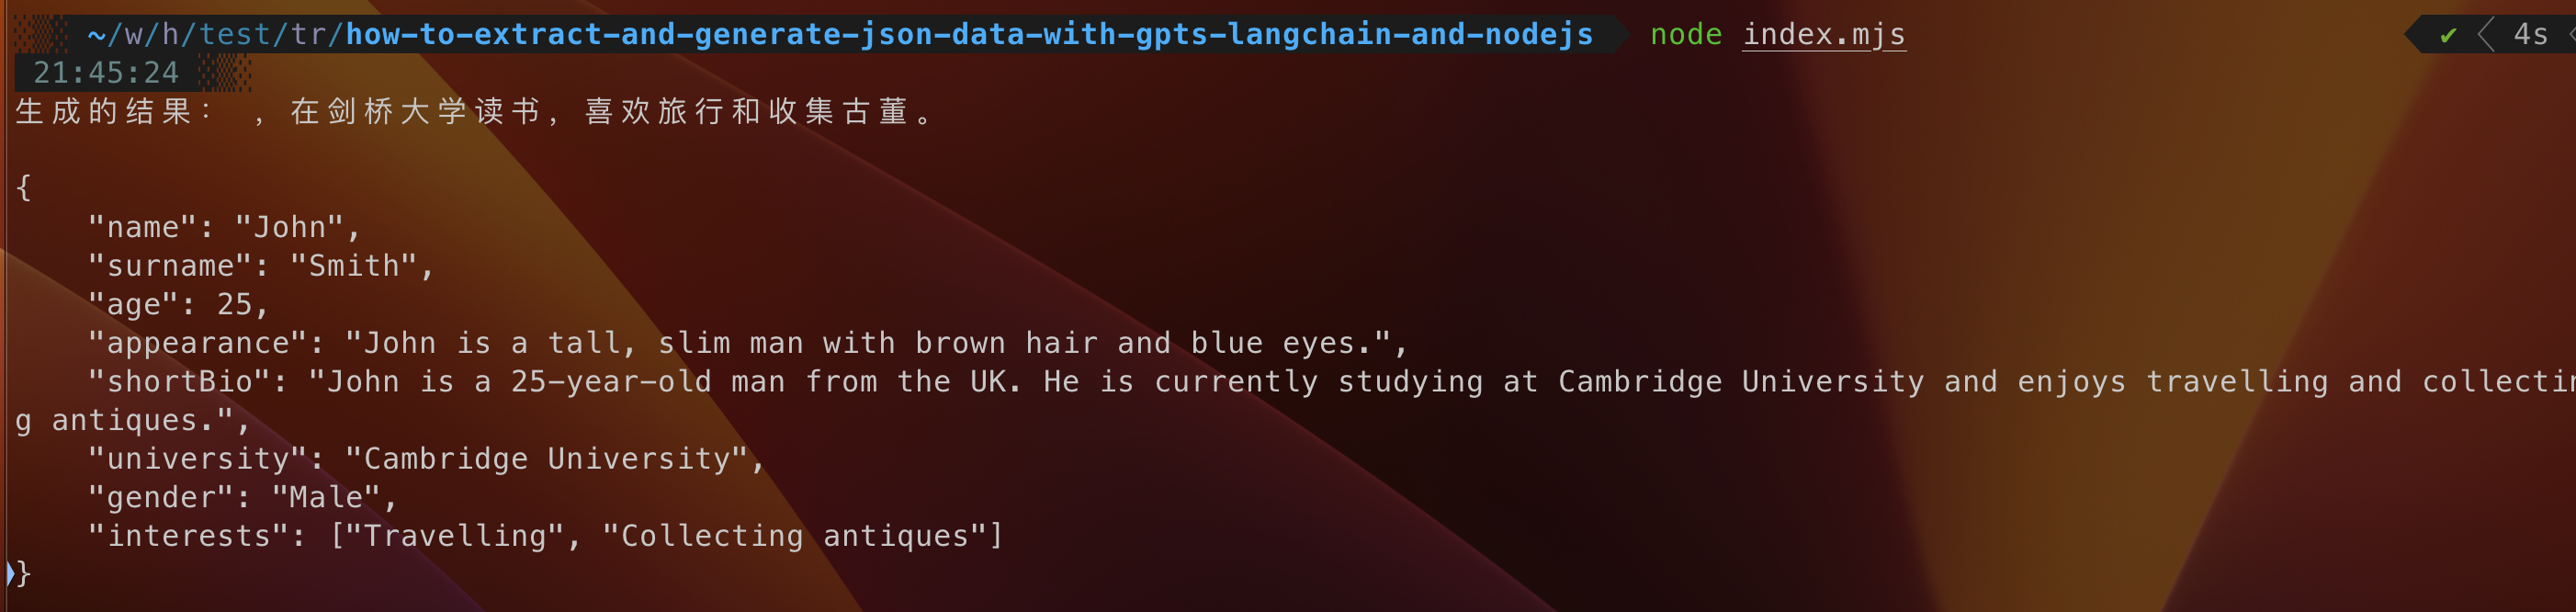 ~/w/h/test/tr/how-to-extract-and-generate-json-data-with-gpts-langchain-and-nodejs node index.mjs ✔ 4s
21:45:24
生成的结果： ，在剑桥大学读书，喜欢旅行和收集古董。
{
"name": "John",
"surname": "Smith",
"age": 25,
"appearance": "John is a tall, slim man with brown hair and blue eyes.",
"shortBio": "John is a 25-year-old man from the UK. He is currently studying at Cambridge University and enjoys travelling and collectin
g antiques.",
"university": "Cambridge University",
"gender": "Male",
"interests": ["Travelling", "Collecting antiques"]
}